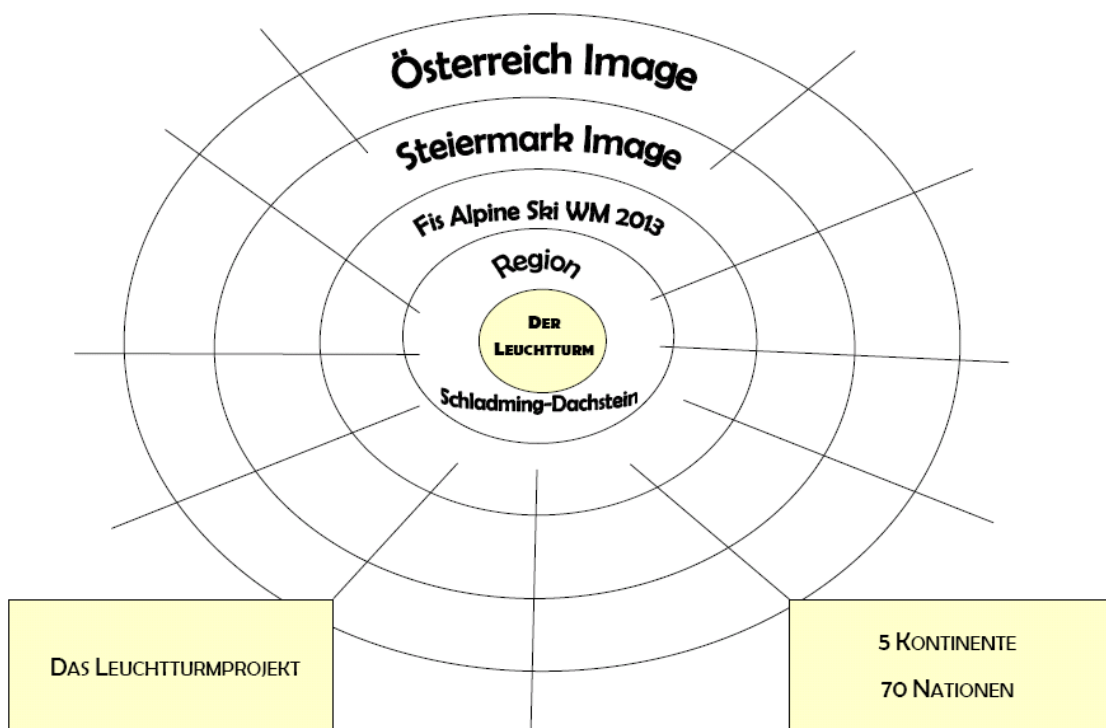 Österreich Image
Steiermark Image
Fis Alpine Ski WM 2013
Region
DER
LEUCHTTURM
Schladming-Dachstein
DAS LEUCHTTURMPROJEKT
5 KONTINENTE
70 NATIONEN